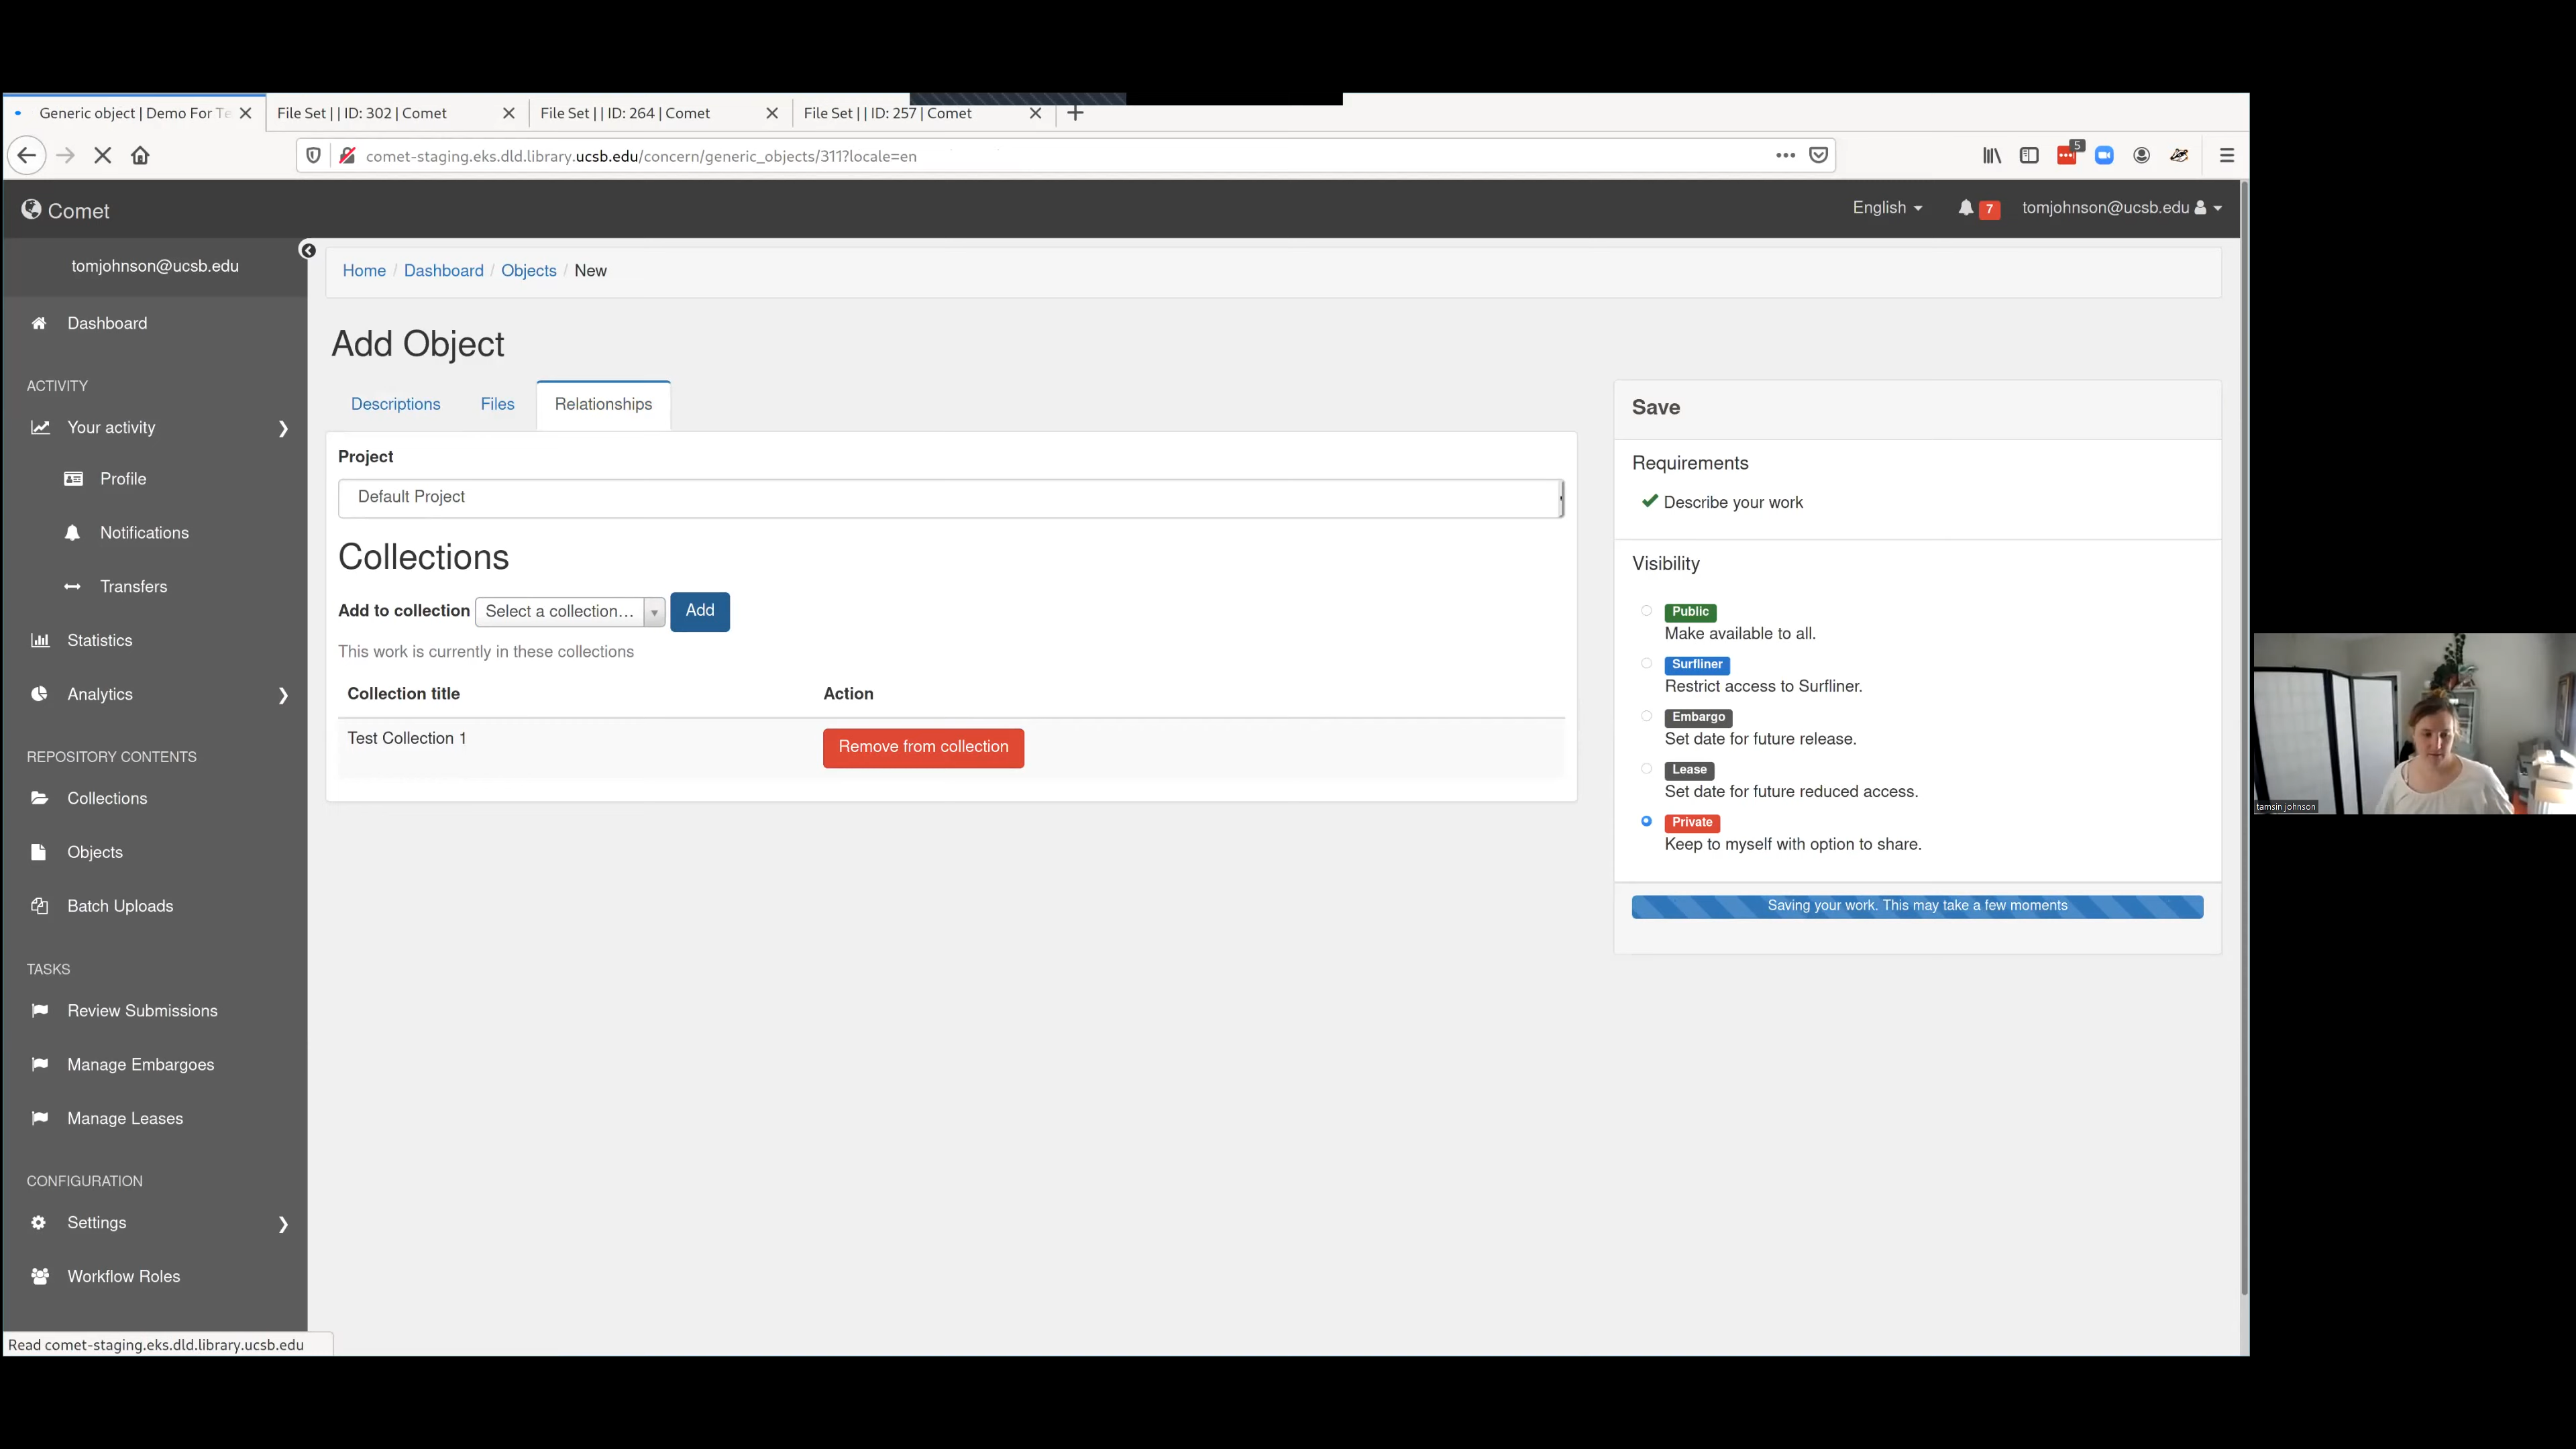 Generic object | Demo For Te
File Set | | ID: 302 | Comet
File Set | | ID: 264 | Comet
File Set | | ID: 257 | Comet
comet-staging.eks.dld.library.ucsb.edu/concern/generic_objects/311?locale=en
5
Comet
English
7
tomjohnson@ucsb.edu
tomjohnson@ucsb.edu
Dashboard
ACTIVITY
Your activity
Profile
Notifications
Transfers
Statistics
Analytics
REPOSITORY CONTENTS
Collections
Objects
Batch Uploads
TASKS
Review Submissions
Manage Embargoes
Manage Leases
CONFIGURATION
Settings
Workflow Roles
Read comet-staging.eks.dld.library.ucsb.edu
Home / Dashboard / Objects / New
Add Object
Descriptions
Files
Relationships
Project
Default Project
Collections
Add to collection
Select a collection…
Add
This work is currently in these collections
Collection title
Action
Test Collection 1
Remove from collection
Save
Requirements
Describe your work
Visibility
Public
Make available to all.
Surfliner
Restrict access to Surfliner.
Embargo
Set date for future release.
Lease
Set date for future reduced access.
Private
Keep to myself with option to share.
Saving your work. This may take a few moments
tamsin johnson